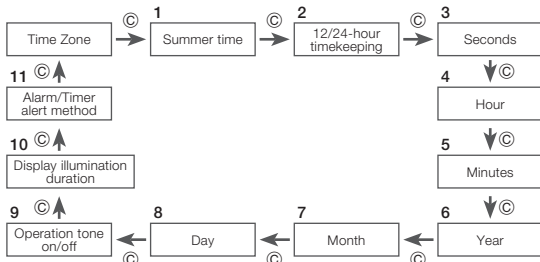 Time Zone
Ⓒ
1
Summer time
Ⓒ
2
12/24-hour
timekeeping
Ⓒ
3
Seconds
Ⓒ
4
Hour
Ⓒ
5
Minutes
Ⓒ
6
Year
Ⓒ
7
Month
Ⓒ
8
Day
Ⓒ
9
Operation tone
on/off
Ⓒ
10
Display illumination
duration
Ⓒ
11
Alarm/Timer
alert method
Ⓒ